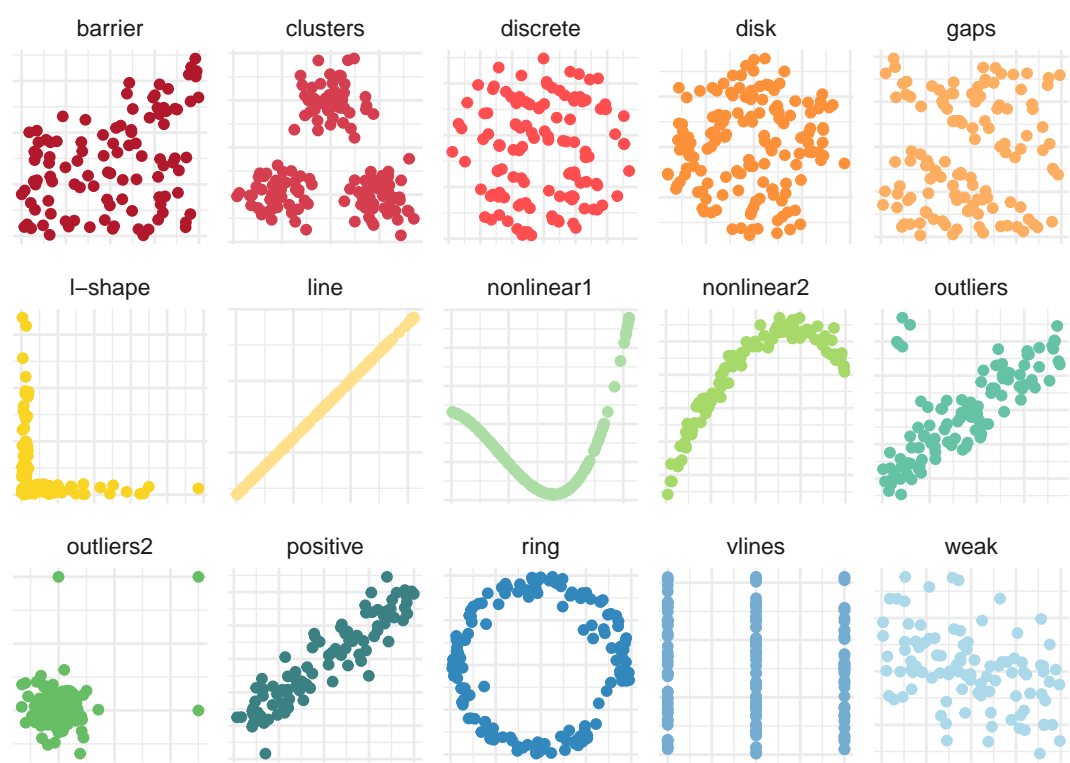 barrier
clusters
discrete
disk
gaps
l−shape
line
nonlinear1
nonlinear2
outliers
outliers2
positive
ring
vlines
weak